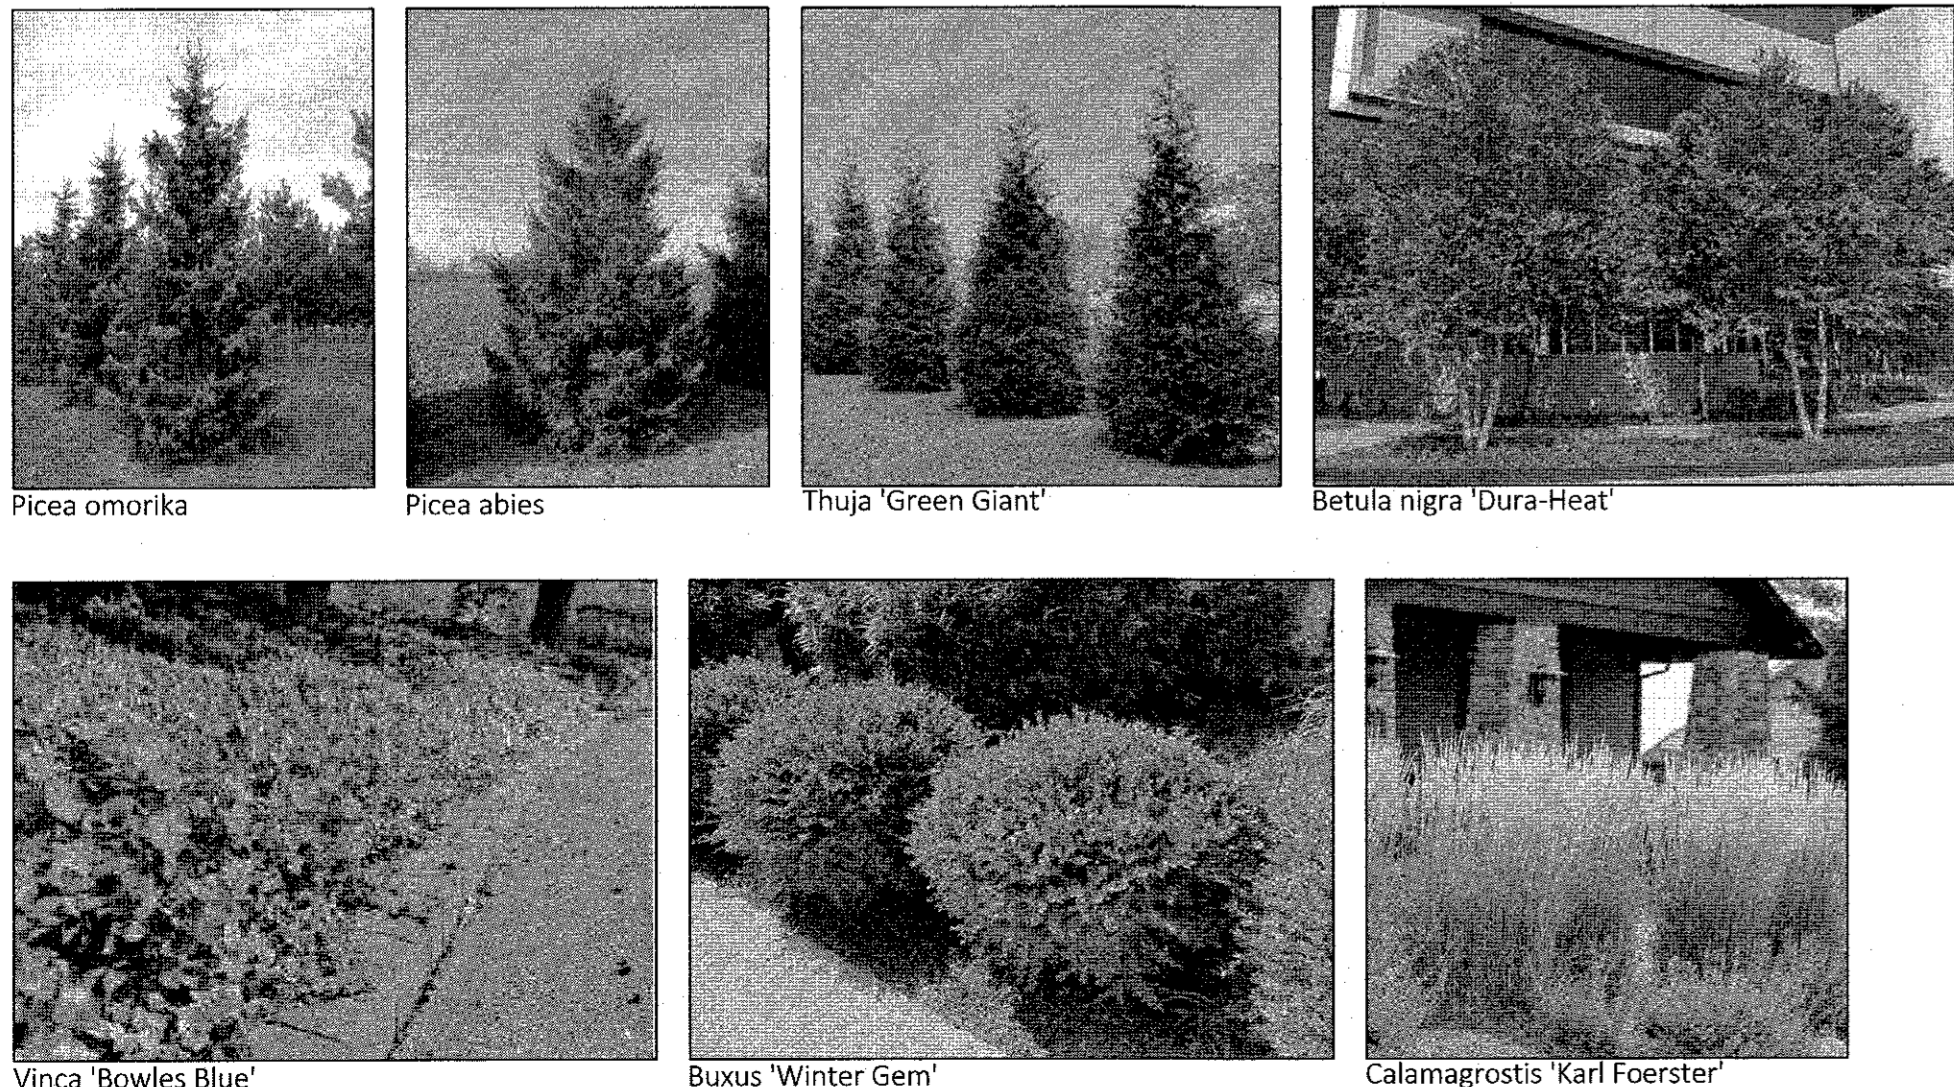 Picea omorika
Picea abies
Thuja 'Green Giant'
Betula nigra 'Dura-Heat'
Vinca 'Bowles Blue'
Buxus 'Winter Gem'
Calamagrostis 'Karl Foerster'